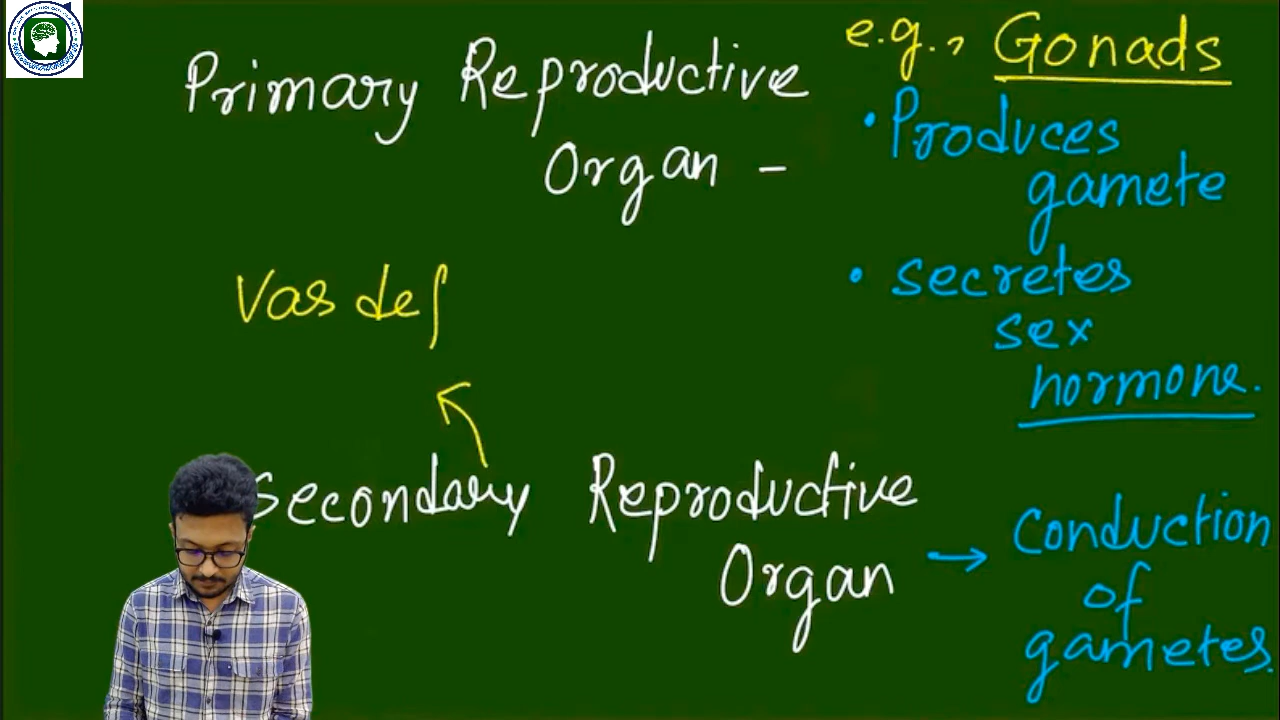 Primary Reproductive
Organ -
e.g., Gonads
• Produces
gamete
• secretes
sex
hormone.
Vas def
Secondary Reproductive
Organ → Conduction
of
gametes.